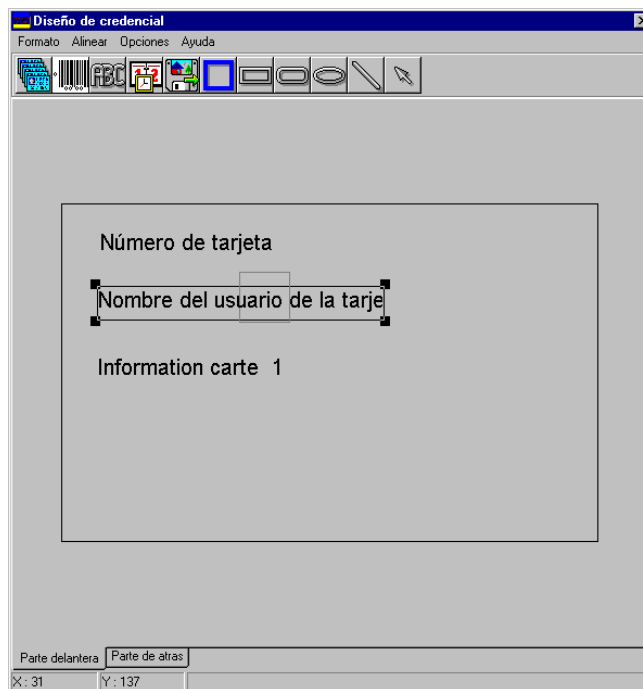 Diseño de credencial
Formato Alinear Opciones Ayuda
ABC
Número de tarjeta
Nombre del usuario de la tarje
Information carte 1
Parte delantera Parte de atras
X : 31 Y : 137